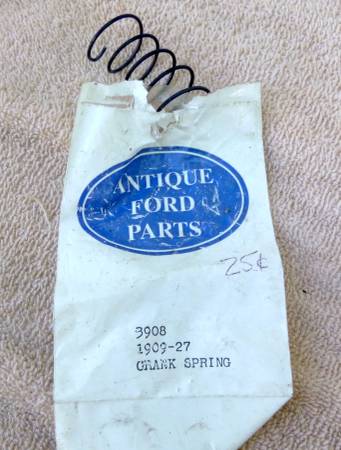 ANTIQUE
FORD
PARTS
25¢
3908
1909-27
CRANK SPRING